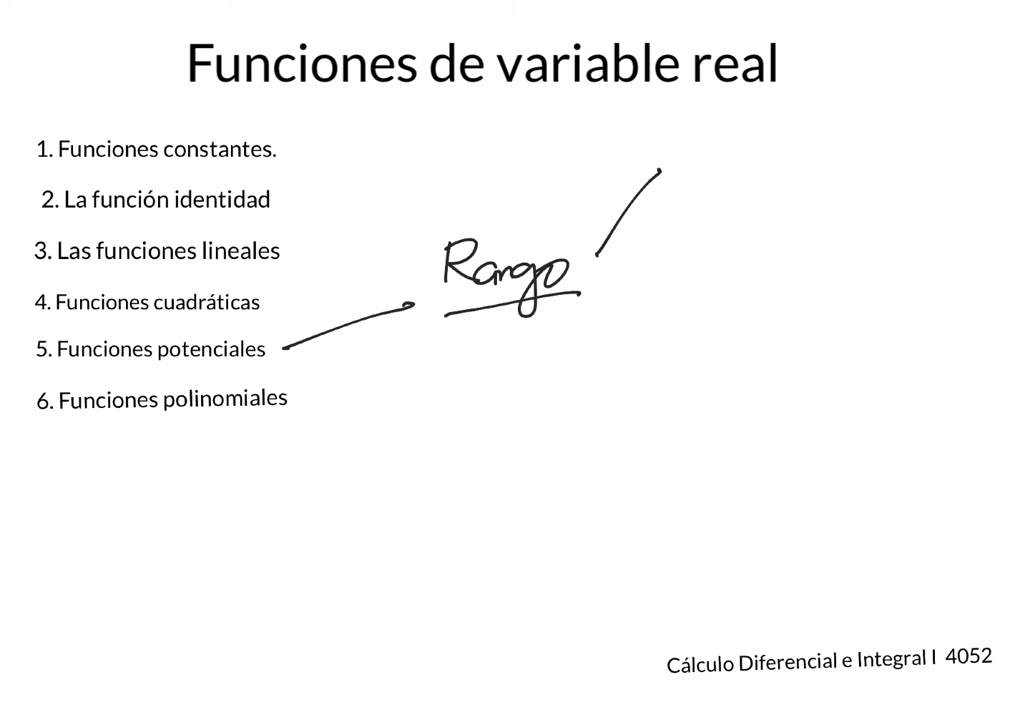 Funciones de variable real
1. Funciones constantes.
2. La función identidad
3. Las funciones lineales
4. Funciones cuadráticas
5. Funciones potenciales
6. Funciones polinomiales
Rango
Cálculo Diferencial e Integral I 4052